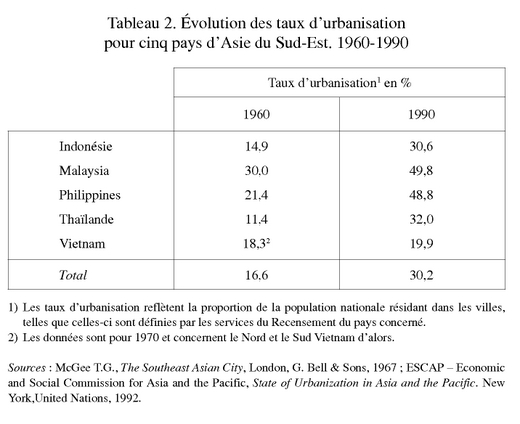 Tableau 2. Évolution des taux d’urbanisation
pour cinq pays d’Asie du Sud-Est. 1960-1990
Taux d’urbanisation¹ en %
1960 1990
Indonésie 14,9 30,6
Malaysia 30,0 49,8
Philippines 21,4 48,8
Thaïlande 11,4 32,0
Vietnam 18,3² 19,9
Total 16,6 30,2
1) Les taux d’urbanisation reflètent la proportion de la population nationale résidant dans les villes,
telles que celles-ci sont définies par les services du Recensement du pays concerné.
2) Les données sont pour 1970 et concernent le Nord et le Sud Vietnam d’alors.
Sources : McGee T.G., The Southeast Asian City, London, G. Bell & Sons, 1967 ; ESCAP – Economic
and Social Commission for Asia and the Pacific, State of Urbanization in Asia and the Pacific. New
York,United Nations, 1992.